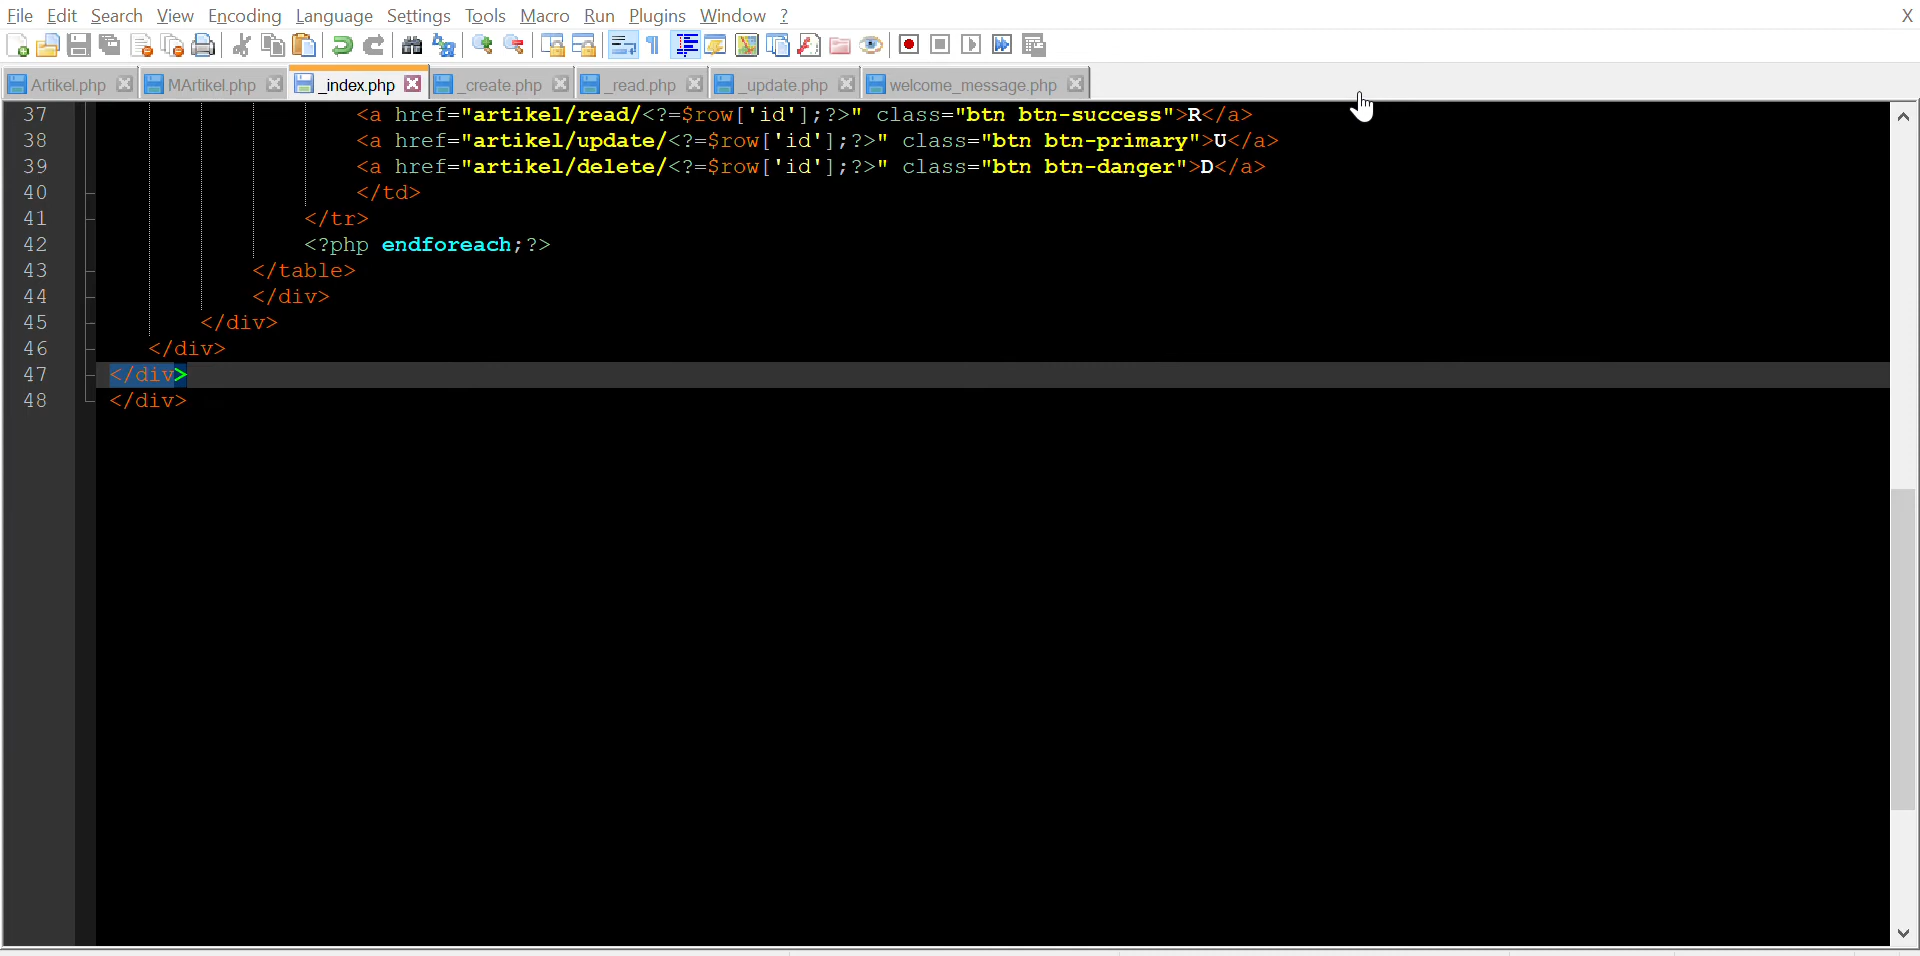 File Edit Search View Encoding Language Settings Tools Macro Run Plugins Window ? X
Artikel.php MArtikel.php _index.php _create.php _read.php _update.php welcome_message.php
37 <a href="artikel/read/<?=$row['id'];?>" class="btn btn-success">R</a>
38 <a href="artikel/update/<?=$row['id'];?>" class="btn btn-primary">U</a>
39 <a href="artikel/delete/<?=$row['id'];?>" class="btn btn-danger">D</a>
40 </td>
41 </tr>
42 <?php endforeach;?>
43 </table>
44 </div>
45 </div>
46 </div>
47 </div>
48 </div>